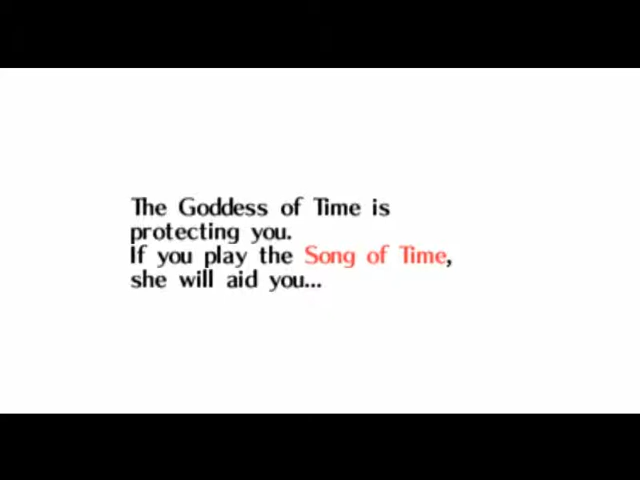 The Goddess of Time is
protecting you.
If you play the Song of Time,
she will aid you...